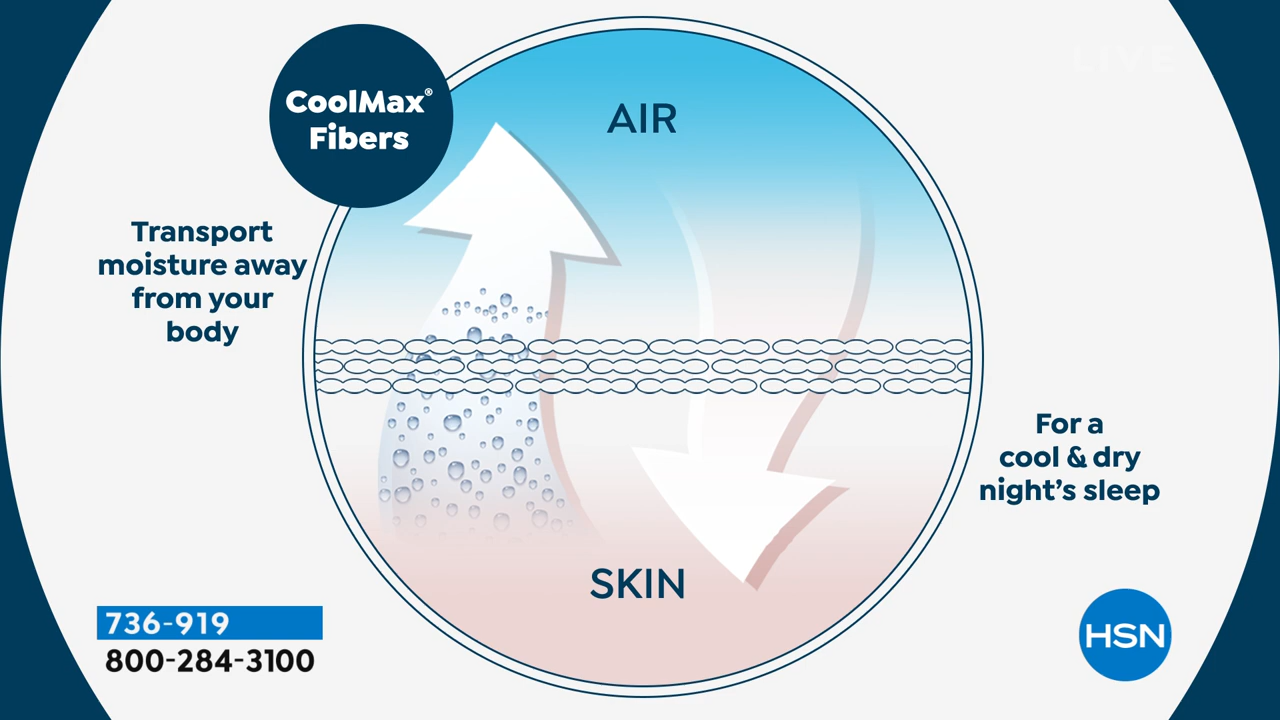 LIVE
CoolMax®
Fibers
AIR
Transport
moisture away
from your
body
For a
cool & dry
night's sleep
SKIN
736-919
800-284-3100
HSN